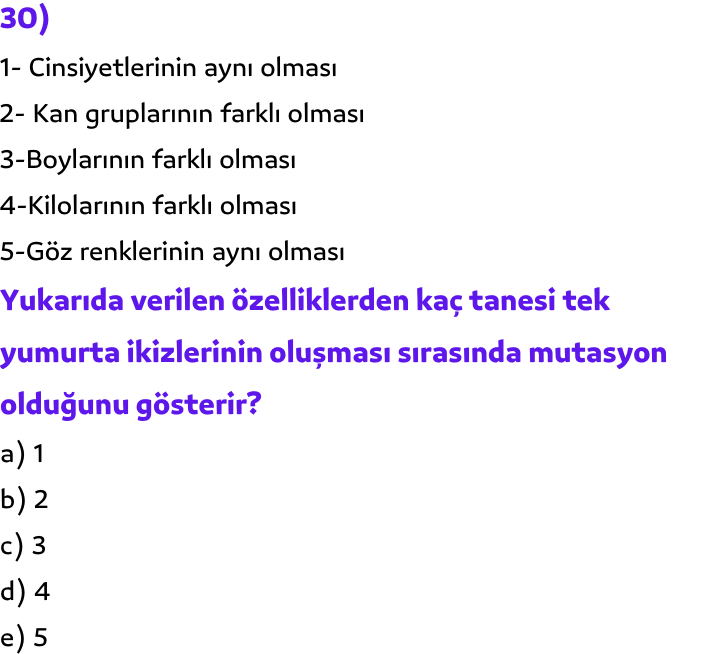 30)
1- Cinsiyetlerinin aynı olması
2- Kan gruplarının farklı olması
3-Boylarının farklı olması
4-Kilolarının farklı olması
5-Göz renklerinin aynı olması
Yukarıda verilen özelliklerden kaç tanesi tek
yumurta ikizlerinin oluşması sırasında mutasyon
olduğunu gösterir?
a) 1
b) 2
c) 3
d) 4
e) 5